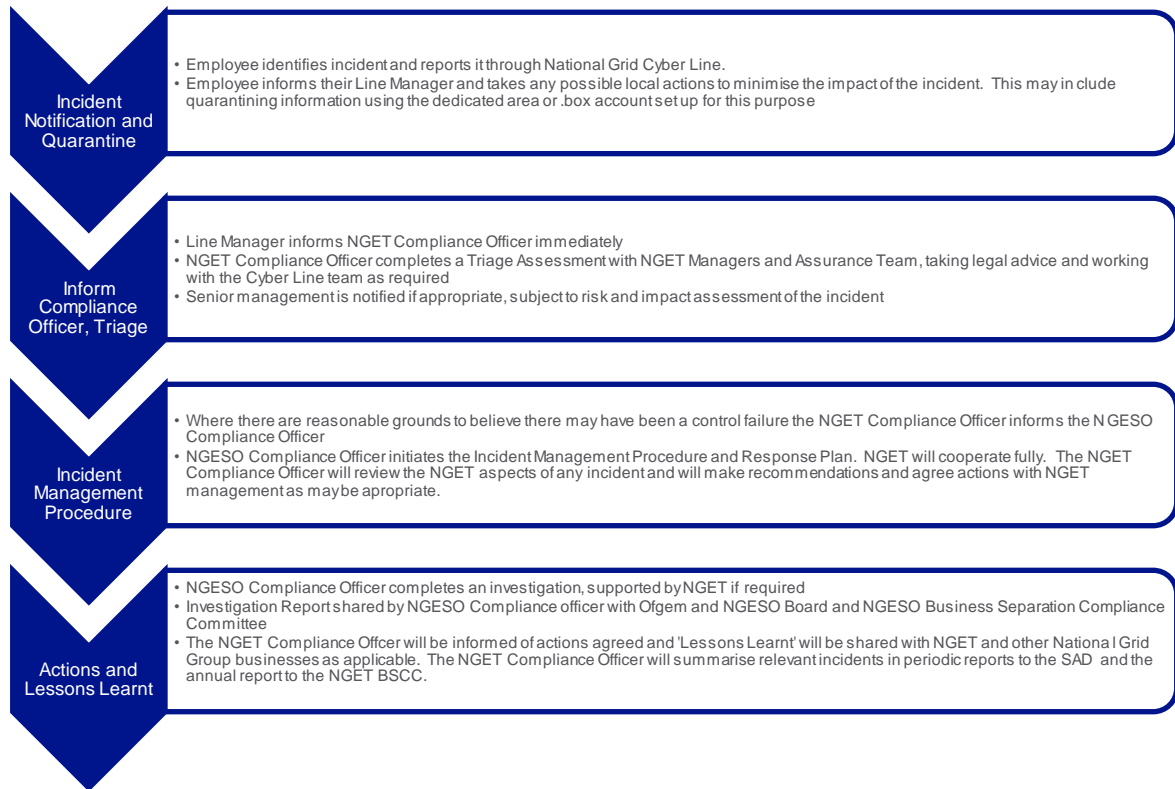 Incident
Notification and
Quarantine
• Employee identifies incident and reports it through National Grid Cyber Line.
• Employee informs their Line Manager and takes any possible local actions to minimise the impact of the incident. This may in clude
quarantining information using the dedicated area or .box account set up for this purpose
Inform
Compliance
Officer, Triage
• Line Manager informs NGET Compliance Officer immediately
• NGET Compliance Officer completes a Triage Assessment with NGET Managers and Assurance Team, taking legal advice and working
with the Cyber Line team as required
• Senior management is notified if appropriate, subject to risk and impact assessment of the incident
Incident
Management
Procedure
• Where there are reasonable grounds to believe there may have been a control failure the NGET Compliance Officer informs the NGESO
Compliance Officer
• NGESO Compliance Officer initiates the Incident Management Procedure and Response Plan. NGET will cooperate fully. The NGET
Compliance Officer will review the NGET aspects of any incident and will make recommendations and agree actions with NGET
management as may be apropriate.
Actions and
Lessons Learnt
• NGESO Compliance Officer completes an investigation, supported by NGET if required
• Investigation Report shared by NGESO Compliance officer with Ofgem and NGESO Board and NGESO Business Separation Compliance
Committee
• The NGET Compliance Offcer will be informed of actions agreed and 'Lessons Learnt' will be shared with NGET and other National Grid
Group businesses as applicable. The NGET Compliance Officer will summarise relevant incidents in periodic reports to the SAD and the
annual report to the NGET BSCC.